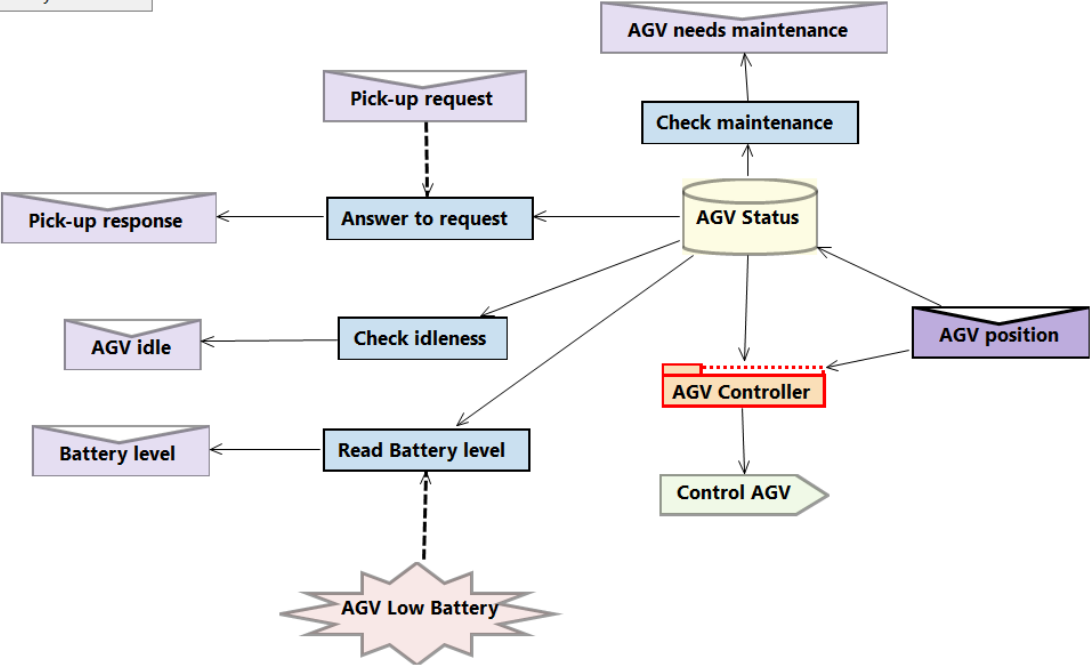 AGV needs maintenance
Pick-up request
Check maintenance
Pick-up response
Answer to request
AGV Status
AGV idle
Check idleness
AGV position
AGV Controller
Battery level
Read Battery level
Control AGV
AGV Low Battery